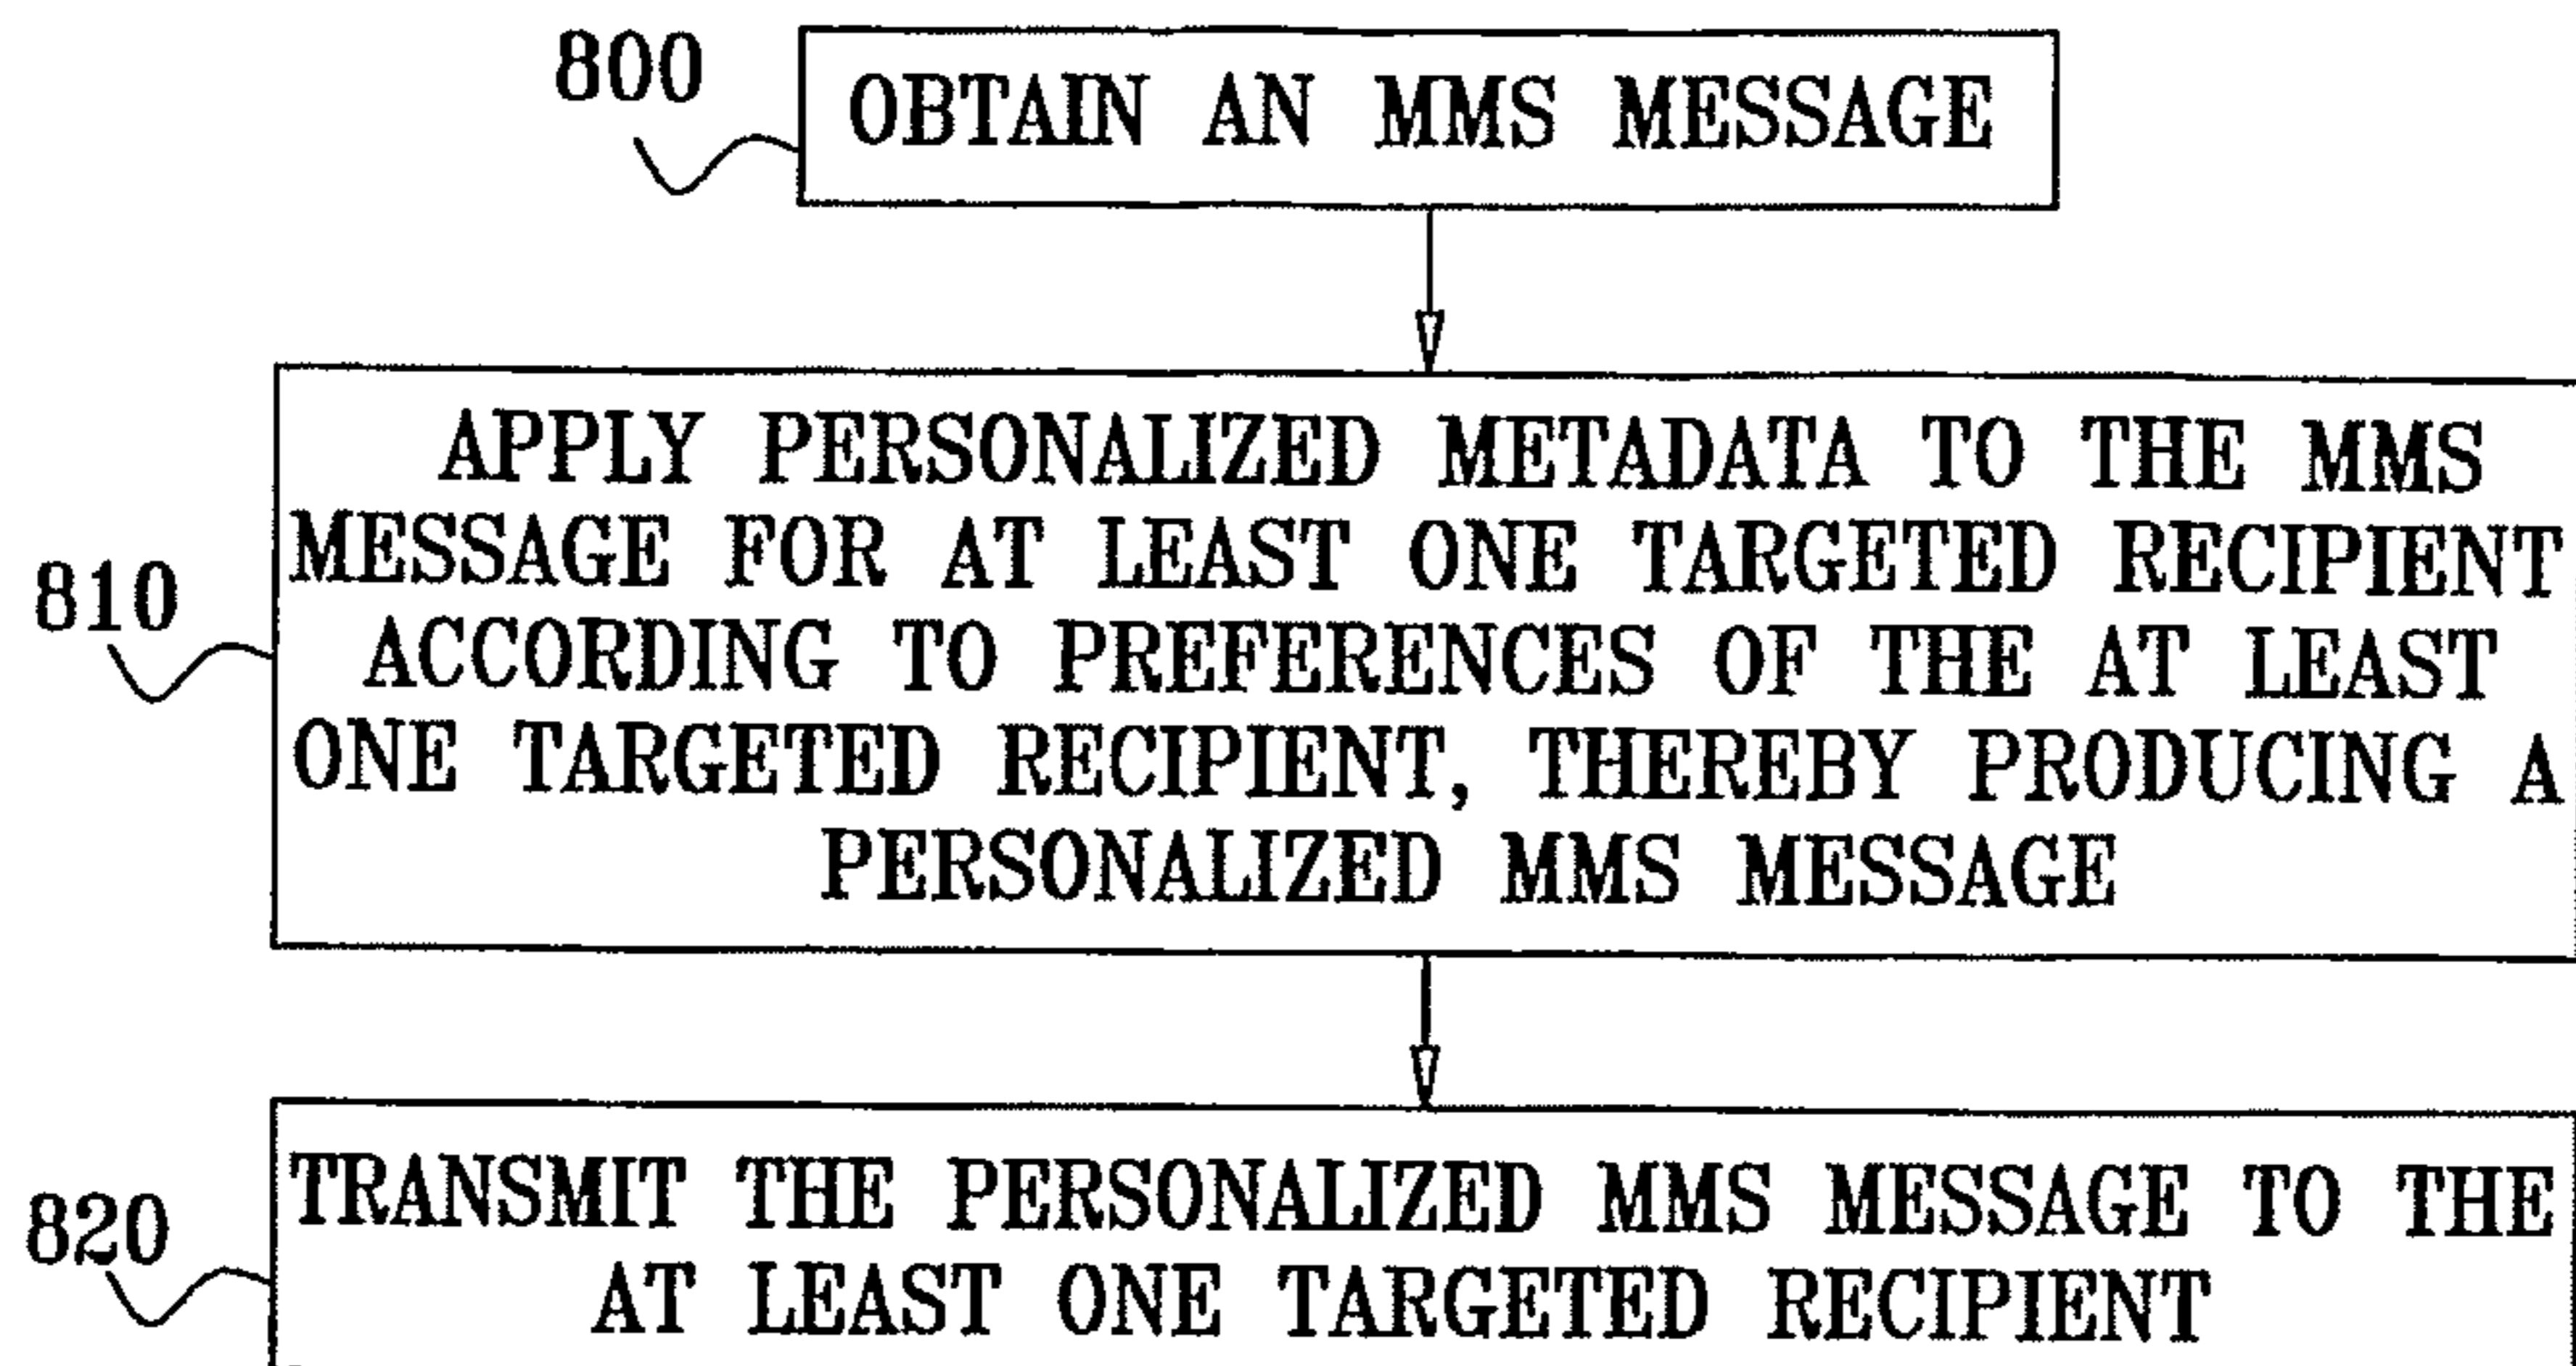 800
OBTAIN AN MMS MESSAGE
APPLY PERSONALIZED METADATA TO THE MMS
MESSAGE FOR AT LEAST ONE TARGETED RECIPIENT
810
ACCORDING TO PREFERENCES OF THE AT LEAST
ONE TARGETED RECIPIENT, THEREBY PRODUCING A
PERSONALIZED MMS MESSAGE
820
TRANSMIT THE PERSONALIZED MMS MESSAGE TO THE
AT LEAST ONE TARGETED RECIPIENT